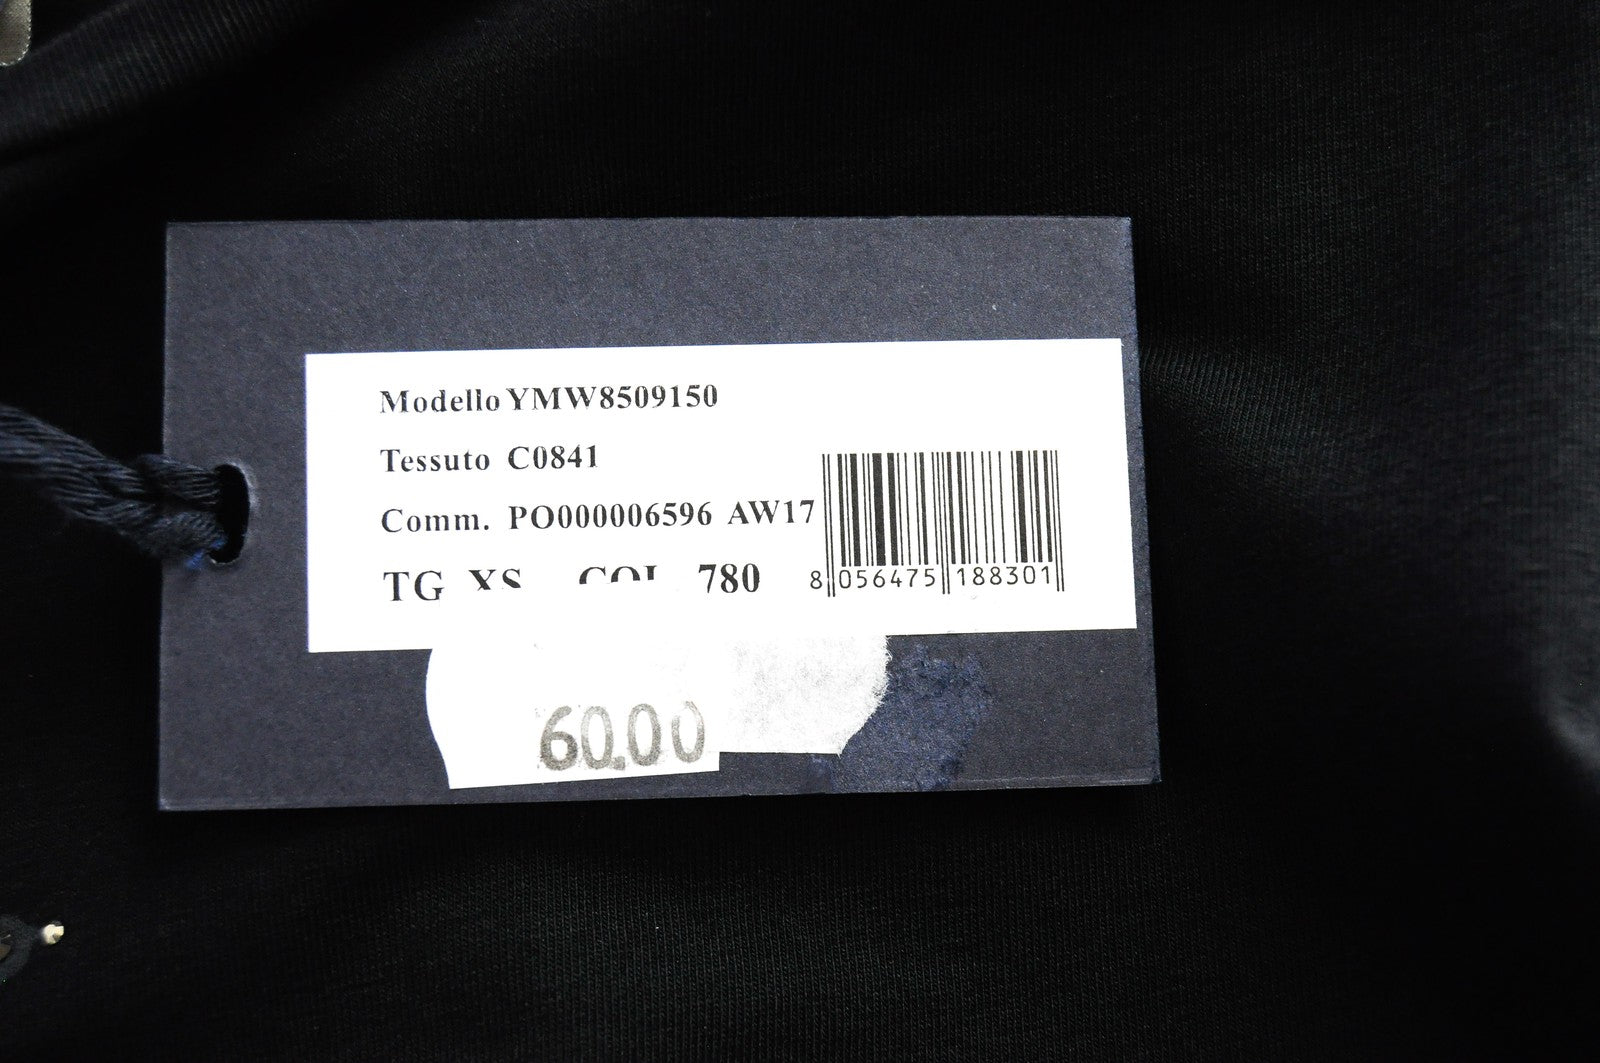 Modello YMW8509150
Tessuto C0841
Comm. PO000006596 AW17
TG XS COL 780
8 056475 188301
60.00